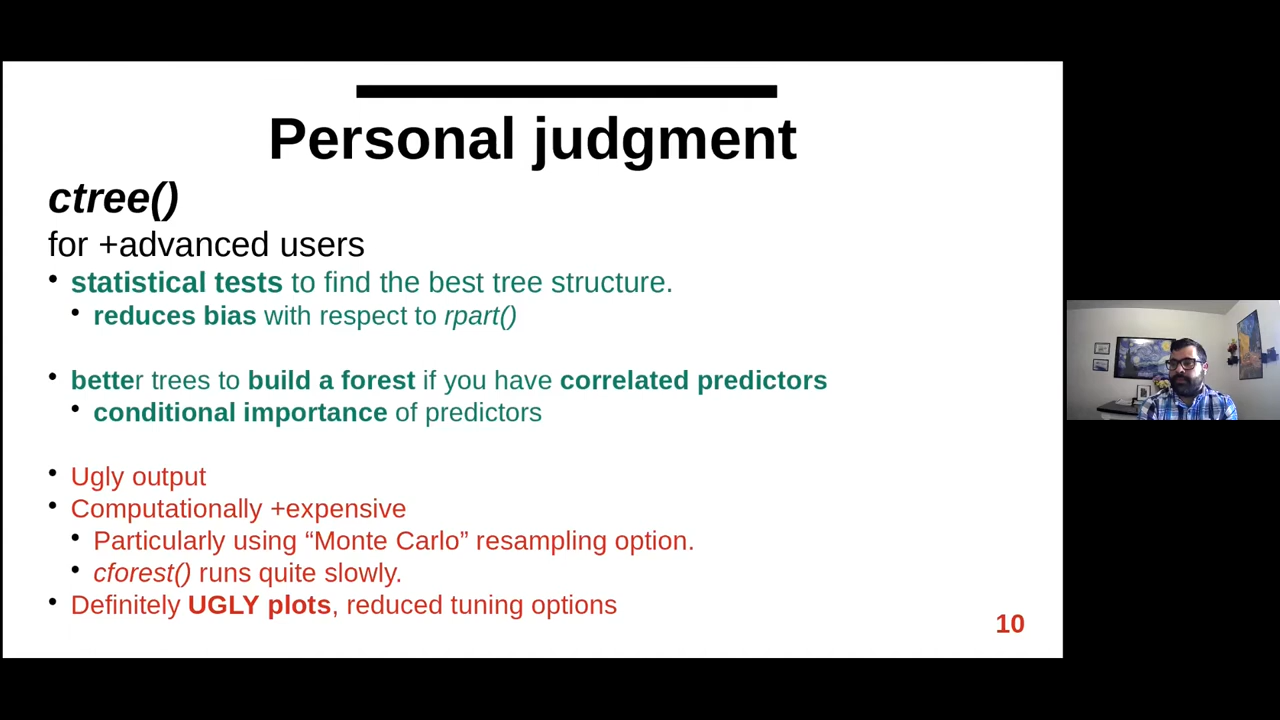 Personal judgment
ctree()
for +advanced users
• statistical tests to find the best tree structure.
• reduces bias with respect to rpart()
• better trees to build a forest if you have correlated predictors
• conditional importance of predictors
• Ugly output
• Computationally +expensive
• Particularly using “Monte Carlo” resampling option.
• cforest() runs quite slowly.
• Definitely UGLY plots, reduced tuning options
10